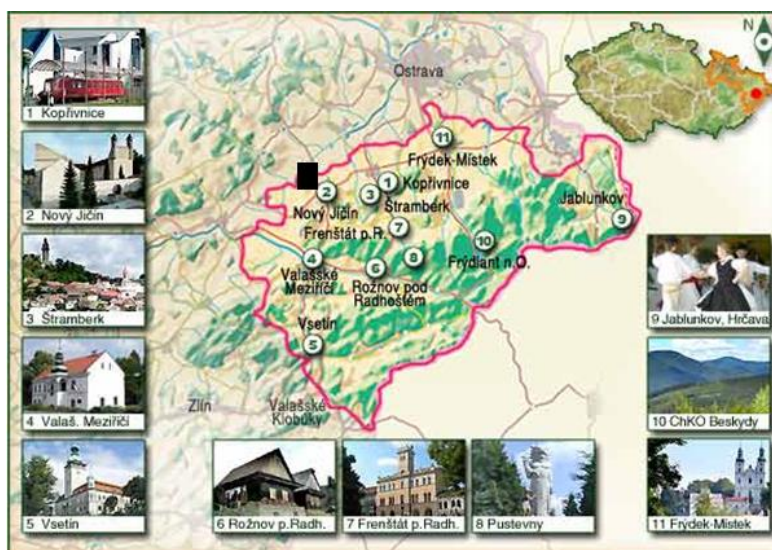 1 Kopřivnice
2 Nový Jičín
3 Štramberk
4 Valaš. Meziříčí
5 Vsetín
6 Rožnov p.Radh.
7 Frenštát p.Radh.
8 Pustevny
9 Jablunkov, Hrčava
10 ChKO Beskydy
11 Frýdek-Místek
N
Ostrava
11
Frýdek-Místek
1
Kopřivnice
2
3
Štramberk
Nový Jičín
Jablunkov
9
7
Frenštát p.R.
10
Frýdlant n.O.
4
Valašské
Meziříčí
6
8
Rožnov pod
Radhoštěm
Vsetín
5
Zlín
Valašské
Klobúky